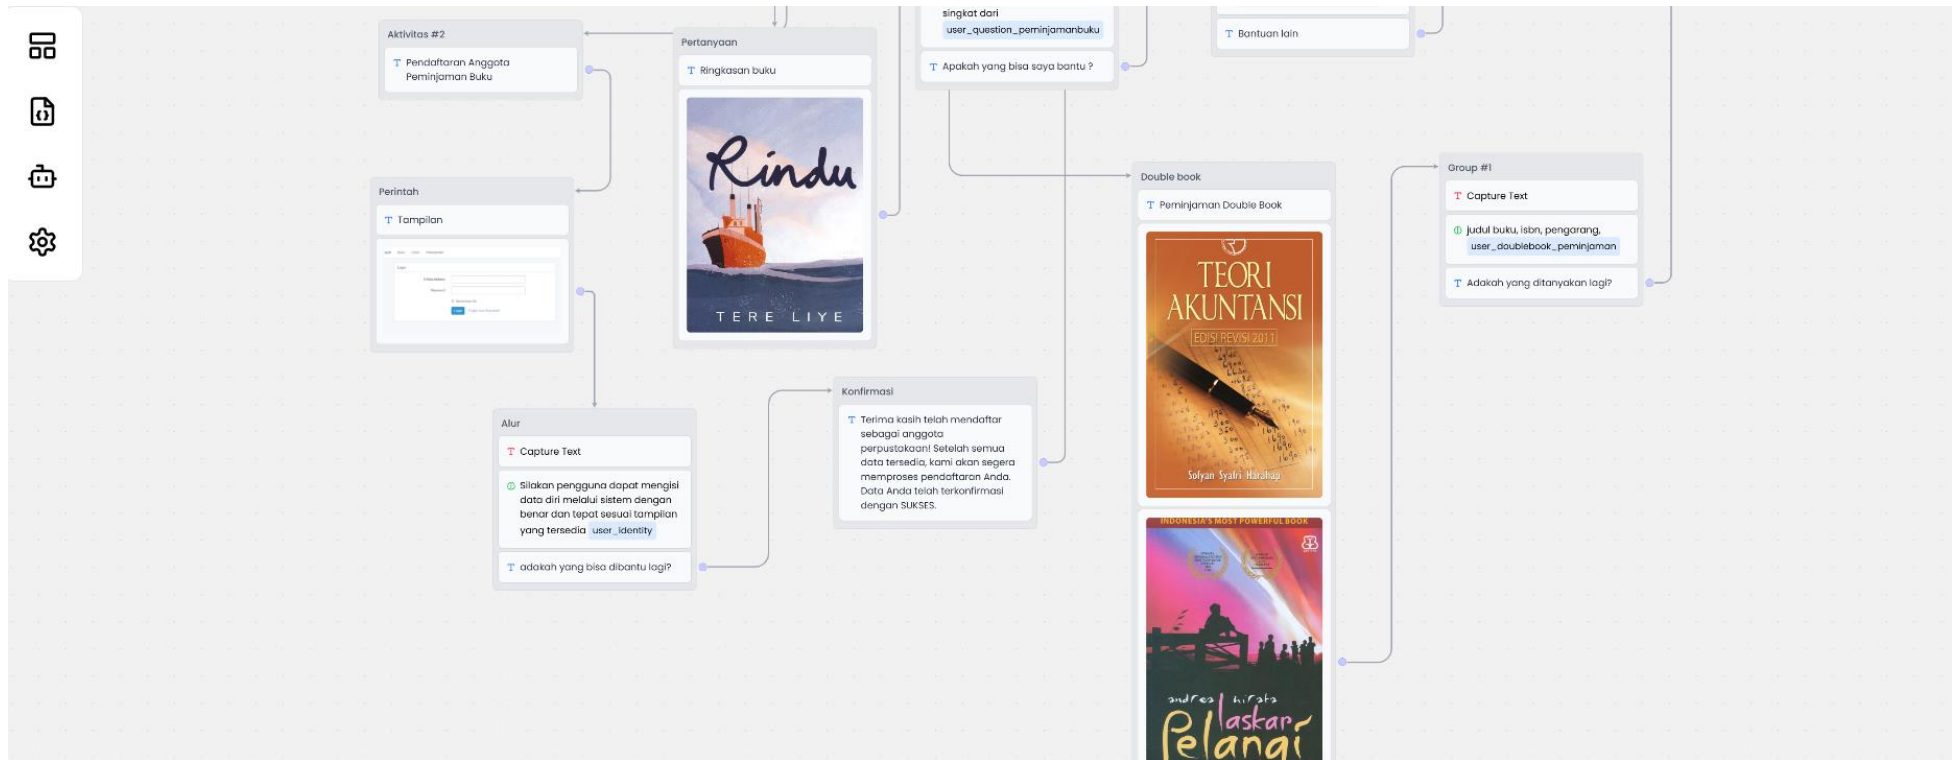 Aktivitas #2
Pendaftaran Anggota
Peminjaman Buku
Pertanyaan
Ringkasan buku
Rindu
TERE LIYE
singkat dari
user_question_peminjamanbuku
Apakah yang bisa saya bantu ?
Bantuan lain
Perintah
Tampilan
Double book
Peminjaman Double Book
TEORI
AKUNTANSI
EDISI REVISI 2011
Sofyan Syafri Harahap
INDONESIA'S MOST POWERFUL BOOK
andrea hirata
laskar
Pelangi
Group #1
Capture Text
judul buku, isbn, pengarang,
user_doublebook_peminjaman
Adakah yang ditanyakan lagi?
Alur
Capture Text
Silakan pengguna dapat mengisi
data diri melalui sistem dengan
benar dan tepat sesuai tampilan
yang tersedia user_identity
adakah yang bisa dibantu lagi?
Konfirmasi
Terima kasih telah mendaftar
sebagai anggota
perpustakaan! Setelah semua
data tersedia, kami akan segera
memproses pendaftaran Anda.
Data Anda telah terkonfirmasi
dengan SUKSES.